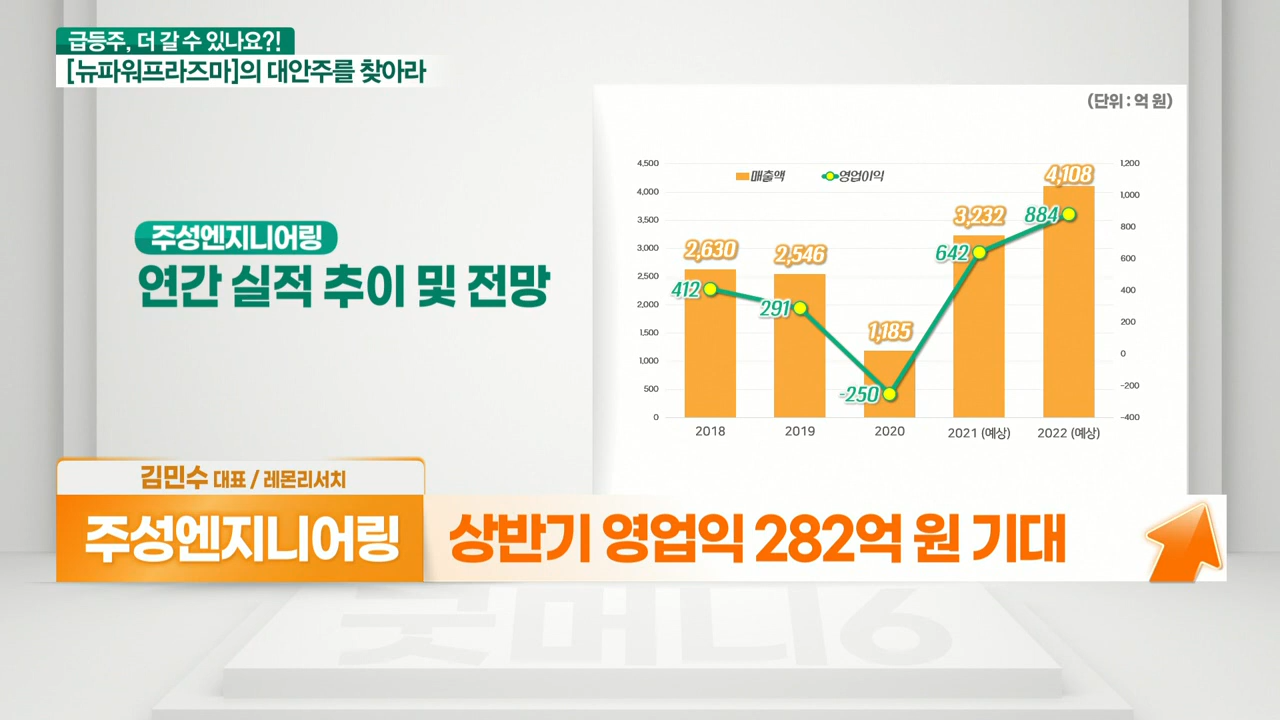 급등주, 더 갈 수 있나요?!
[뉴파워프라즈마]의 대안주를 찾아라
(단위 : 억 원)
주성엔지니어링
연간 실적 추이 및 전망
매출액 영업이익
4,500
4,000
3,500
3,000
2,500
2,000
1,500
1,000
500
0
1,200
1,000
800
600
400
200
0
-200
-400
2,630 2,546 1,185 3,232 4,108
412 291 -250 642 884
2018 2019 2020 2021 (예상) 2022 (예상)
김민수 대표 / 레몬리서치
주성엔지니어링
상반기 영업익 282억 원 기대
굿머니6